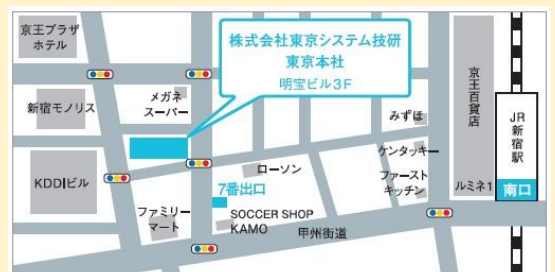 京王プラザ
ホテル
株式会社東京システム技研
東京本社
明宝ビル3F
新宿モノリス
メガネ
スーパー
みずほ
京王百貨店
JR新宿駅
KDDIビル
ローソン
ケンタッキー
7番出口
ファースト
キッチン
ルミネ1
南口
ファミリー
マート
SOCCER SHOP
KAMO
甲州街道